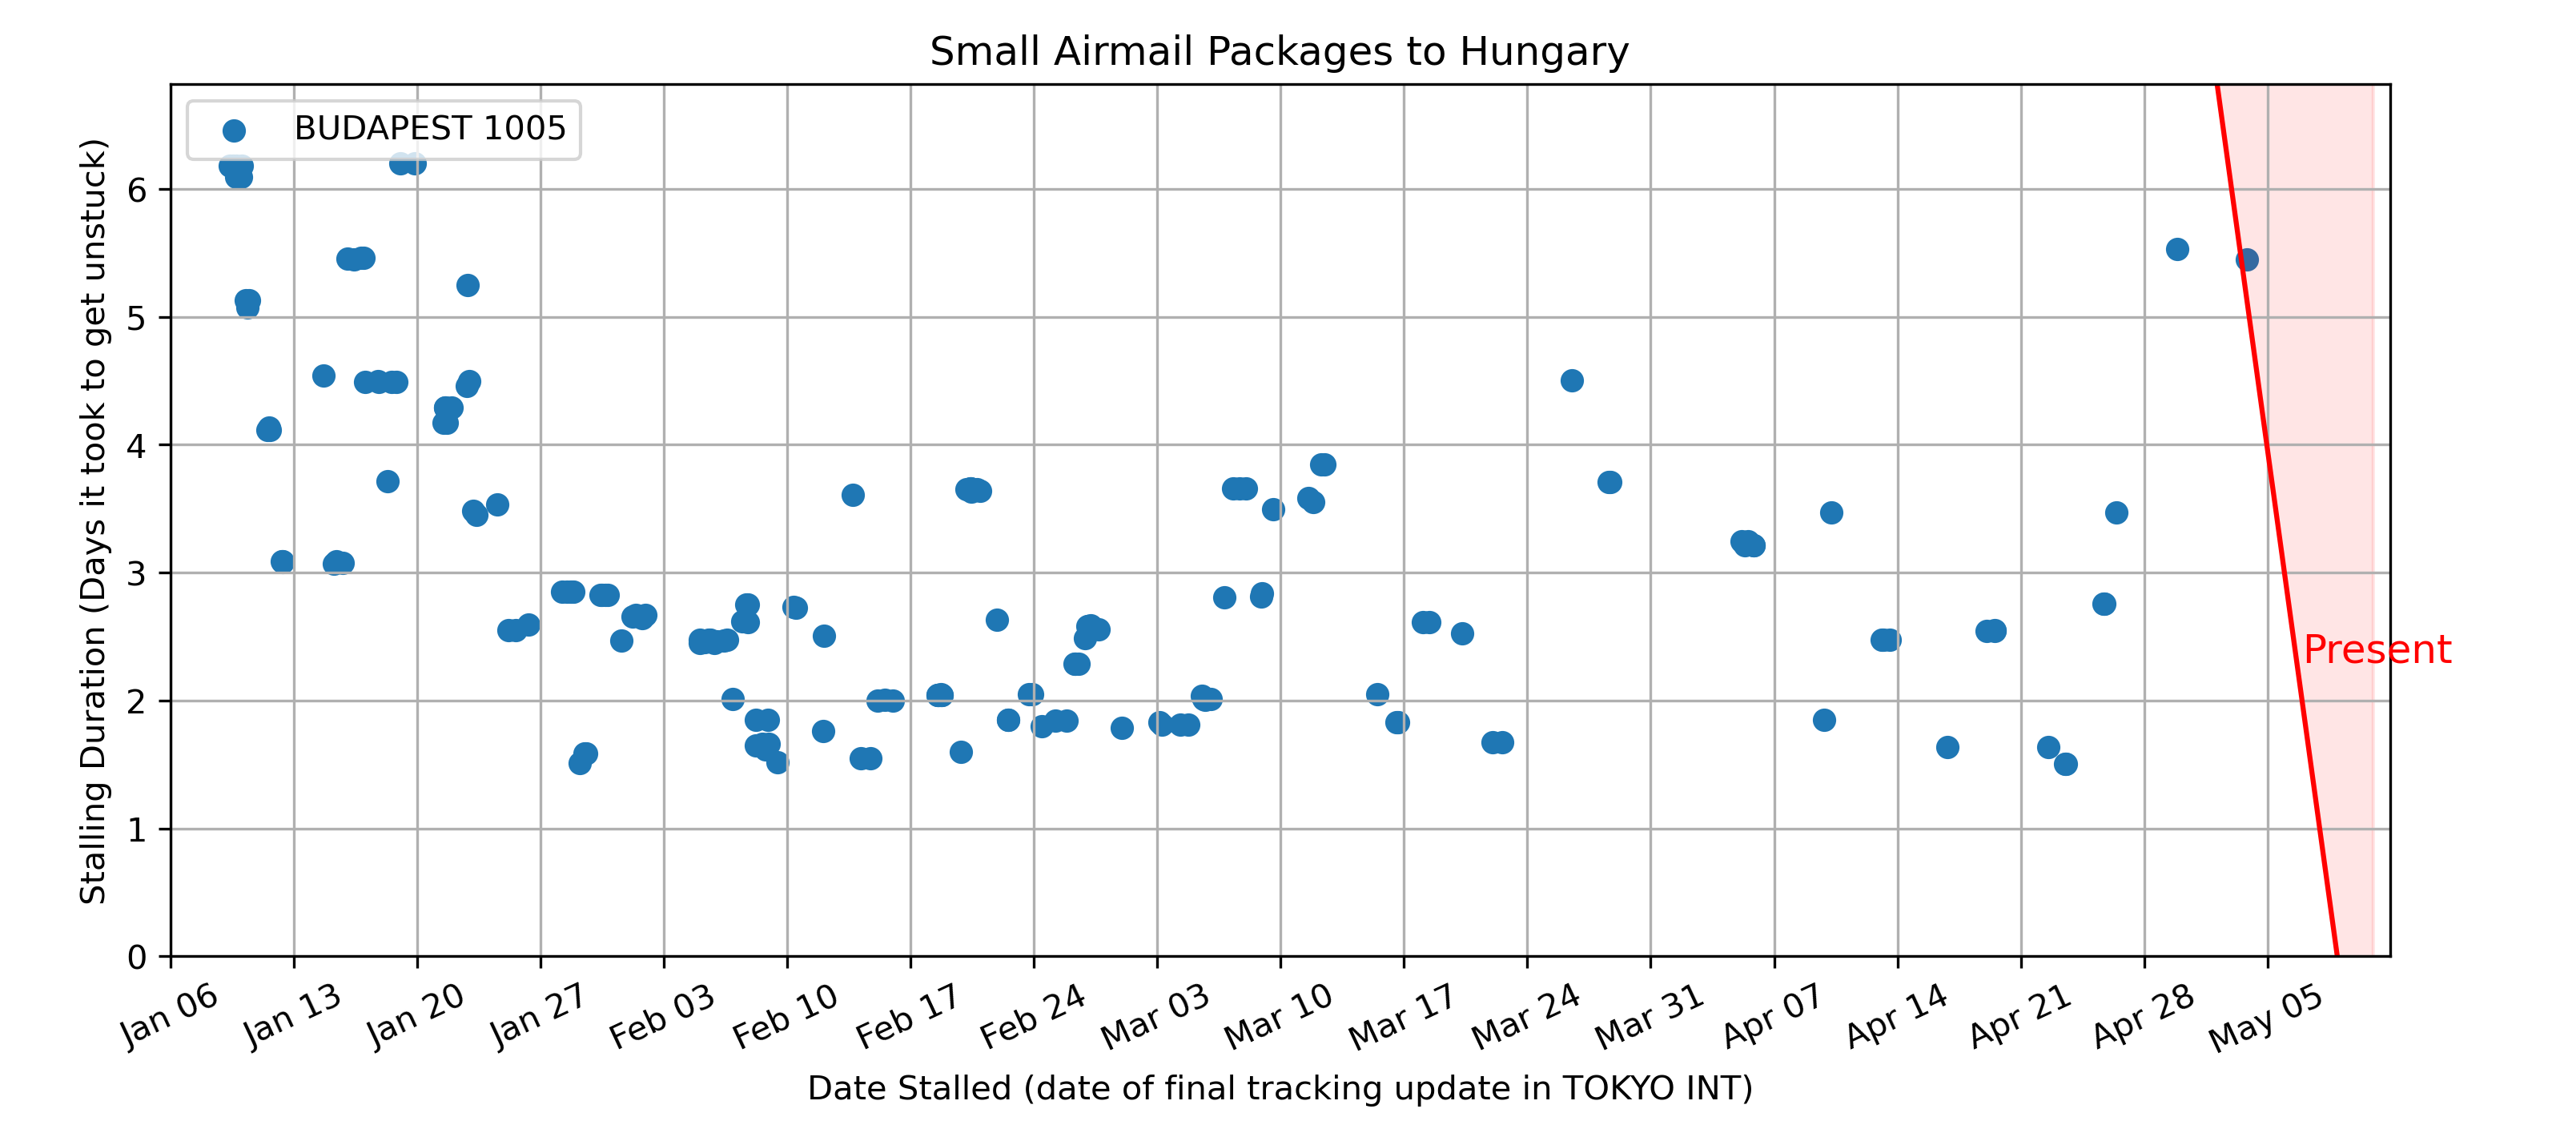 Small Airmail Packages to Hungary
BUDAPEST 1005
Stalling Duration (Days it took to get unstuck)
6
5
4
3
2
1
0
Present
Jan 06
Jan 13
Jan 20
Jan 27
Feb 03
Feb 10
Feb 17
Feb 24
Mar 03
Mar 10
Mar 17
Mar 24
Mar 31
Apr 07
Apr 14
Apr 21
Apr 28
May 05
Date Stalled (date of final tracking update in TOKYO INT)